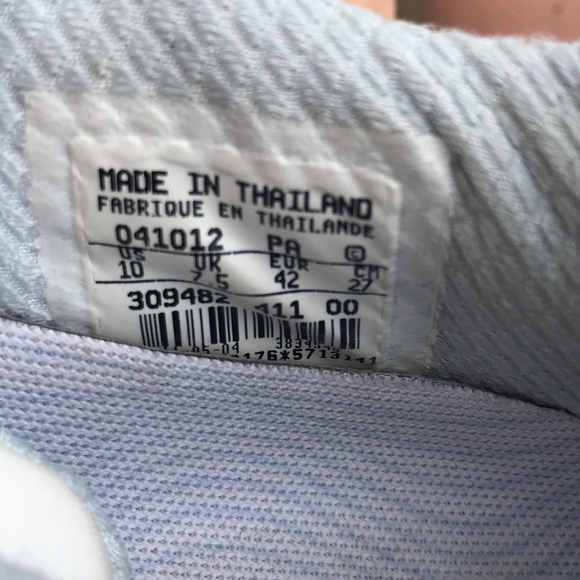 MADE IN THAILAND
FABRIQUE EN THAILANDE
041012 PA ©
US UK EUR CM
10 7.5 42 27
309482 411 00